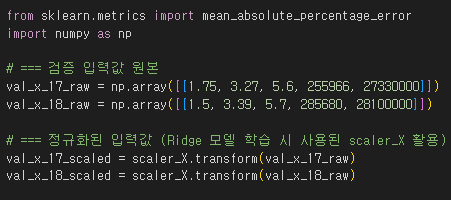 from sklearn.metrics import mean_absolute_percentage_error
import numpy as np
# === 검증 입력값 원본
val_x_17_raw = np.array([[1.75, 3.27, 5.6, 255966, 27330000]])
val_x_18_raw = np.array([[1.5, 3.39, 5.7, 285680, 28100000]])
# === 정규화된 입력값 (Ridge 모델 학습 시 사용된 scaler_X 활용)
val_x_17_scaled = scaler_X.transform(val_x_17_raw)
val_x_18_scaled = scaler_X.transform(val_x_18_raw)